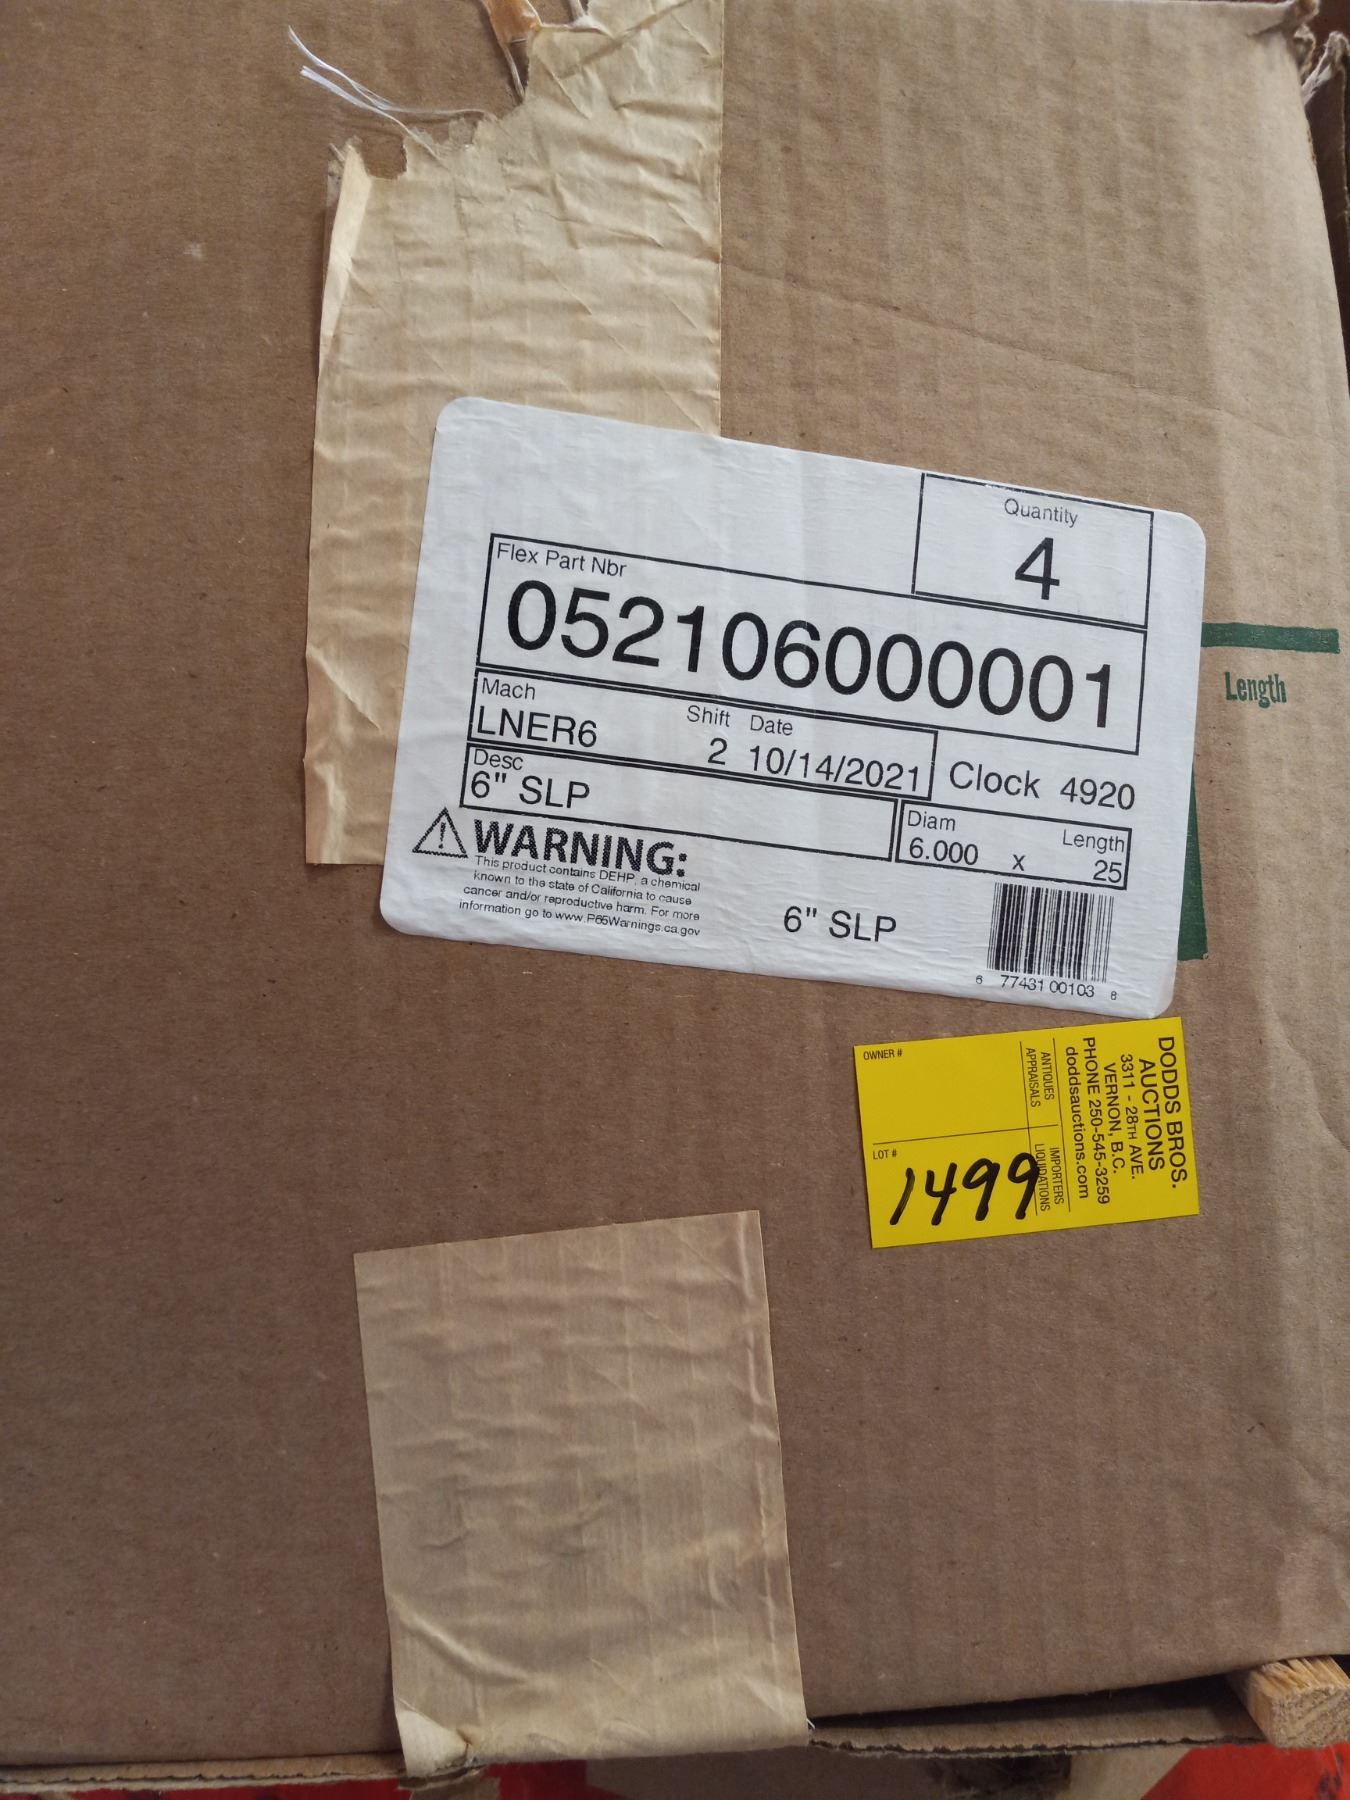 Quantity
4
Flex Part Nbr
052106000001
Mach Shift Date
LNER6 2 10/14/2021 Clock 4920
Desc
6" SLP
Diam Length
6.000 x 25
WARNING:
This product contains DEHP, a chemical
known to the state of California to cause
cancer and/or reproductive harm. For more
information go to www.P65Warnings.ca.gov
6" SLP
6 77431 00103 8
Length
DODDS BROS.
AUCTIONS
3311 - 28TH AVE.
VERNON, B.C.
PHONE 250-545-3259
doddsauctions.com
ANTIQUES IMPORTERS
APPRAISALS LIQUIDATIONS
OWNER #
LOT #
1499